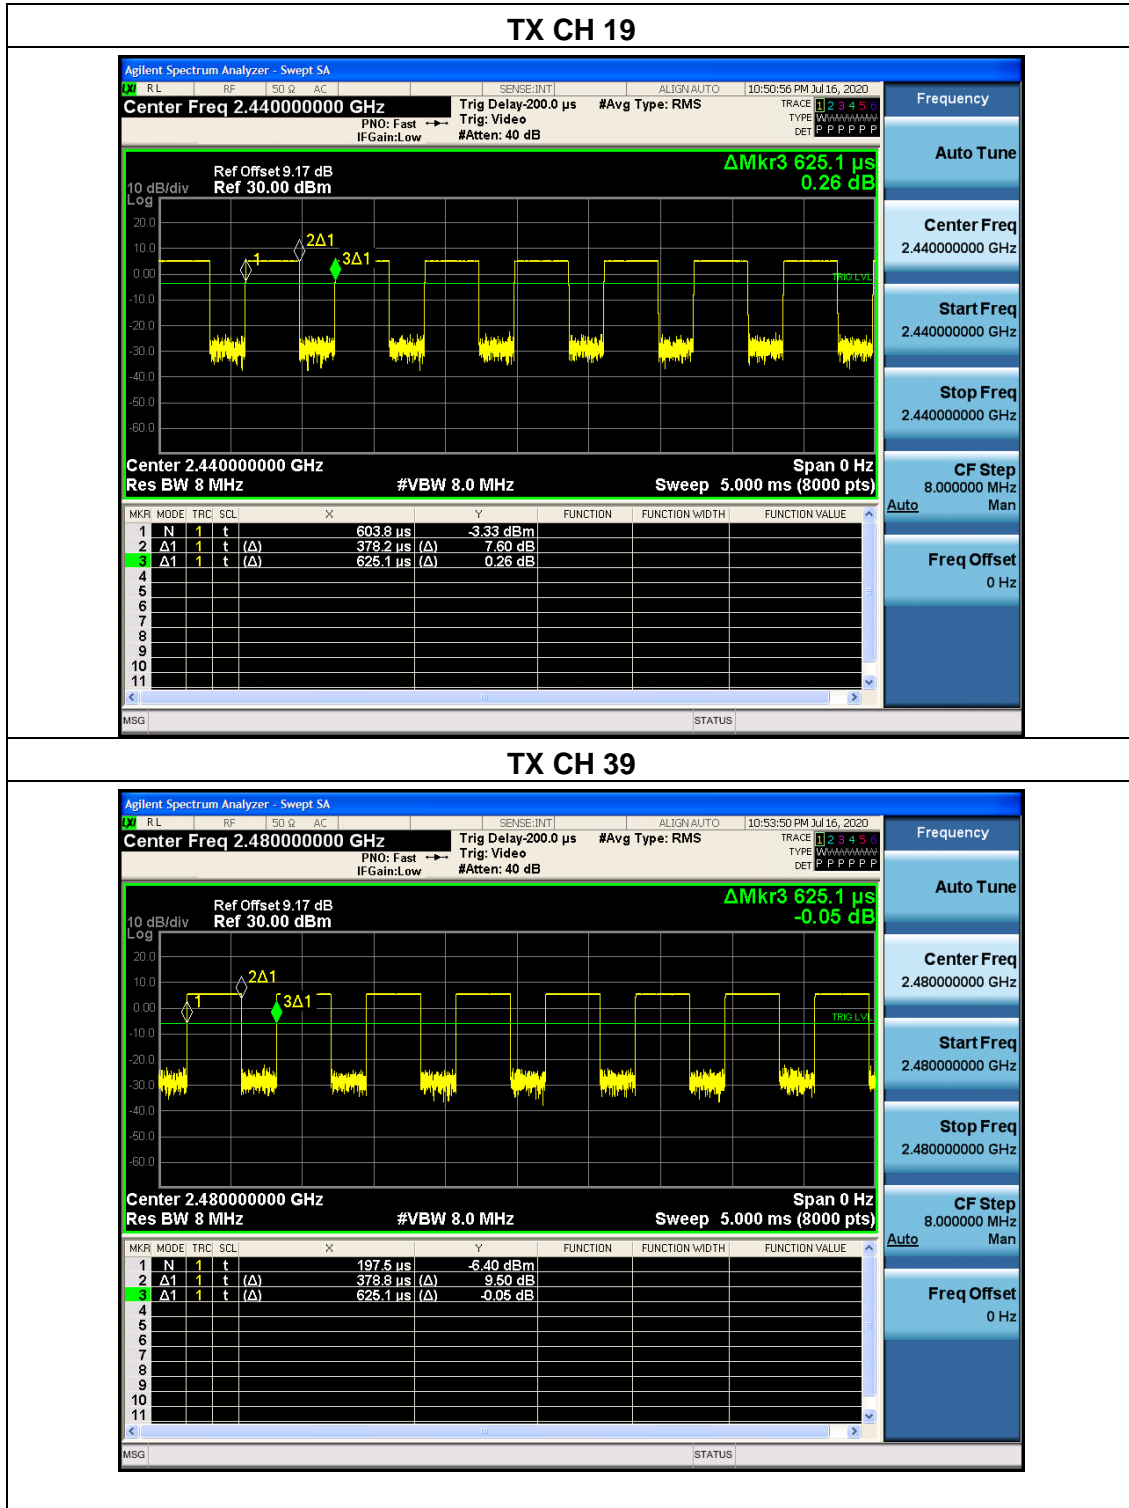 TX CH 19
Agilent Spectrum Analyzer - Swept SA
LXI RL RF 50 Ω AC SENSE:INT ALIGN AUTO 10:50:56 PM Jul 16, 2020
Center Freq 2.440000000 GHz Trig Delay-200.0 µs #Avg Type: RMS TRACE 1 2 3 4 5 6
PNO: Fast Trig: Video TYPE WWWWWW
IFGain:Low #Atten: 40 dB DET P P P P P P
Frequency
Auto Tune
Center Freq
2.440000000 GHz
Start Freq
2.440000000 GHz
Stop Freq
2.440000000 GHz
CF Step
8.000000 MHz
Auto Man
Freq Offset
0 Hz
ΔMkr3 625.1 µs
0.26 dB
Ref Offset 9.17 dB
10 dB/div Ref 30.00 dBm
Log
20.0
10.0
0.00
-10.0
-20.0
-30.0
-40.0
-50.0
-60.0
1
2Δ1
3Δ1
TRIG LVL
Center 2.440000000 GHz Span 0 Hz
Res BW 8 MHz #VBW 8.0 MHz Sweep 5.000 ms (8000 pts)
MKR MODE TRC SCL X Y FUNCTION FUNCTION WIDTH FUNCTION VALUE
1 N 1 t 603.8 µs -3.33 dBm
2 Δ1 1 t (Δ) 378.2 µs (Δ) 7.60 dB
3 Δ1 1 t (Δ) 625.1 µs (Δ) 0.26 dB
4
5
6
7
8
9
10
11
MSG STATUS
TX CH 39
Agilent Spectrum Analyzer - Swept SA
LXI RL RF 50 Ω AC SENSE:INT ALIGN AUTO 10:53:50 PM Jul 16, 2020
Center Freq 2.480000000 GHz Trig Delay-200.0 µs #Avg Type: RMS TRACE 1 2 3 4 5 6
PNO: Fast Trig: Video TYPE WWWWWW
IFGain:Low #Atten: 40 dB DET P P P P P P
Frequency
Auto Tune
Center Freq
2.480000000 GHz
Start Freq
2.480000000 GHz
Stop Freq
2.480000000 GHz
CF Step
8.000000 MHz
Auto Man
Freq Offset
0 Hz
ΔMkr3 625.1 µs
-0.05 dB
Ref Offset 9.17 dB
10 dB/div Ref 30.00 dBm
Log
20.0
10.0
0.00
-10.0
-20.0
-30.0
-40.0
-50.0
-60.0
1
2Δ1
3Δ1
TRIG LVL
Center 2.480000000 GHz Span 0 Hz
Res BW 8 MHz #VBW 8.0 MHz Sweep 5.000 ms (8000 pts)
MKR MODE TRC SCL X Y FUNCTION FUNCTION WIDTH FUNCTION VALUE
1 N 1 t 197.5 µs -6.40 dBm
2 Δ1 1 t (Δ) 378.8 µs (Δ) 9.50 dB
3 Δ1 1 t (Δ) 625.1 µs (Δ) -0.05 dB
4
5
6
7
8
9
10
11
MSG STATUS